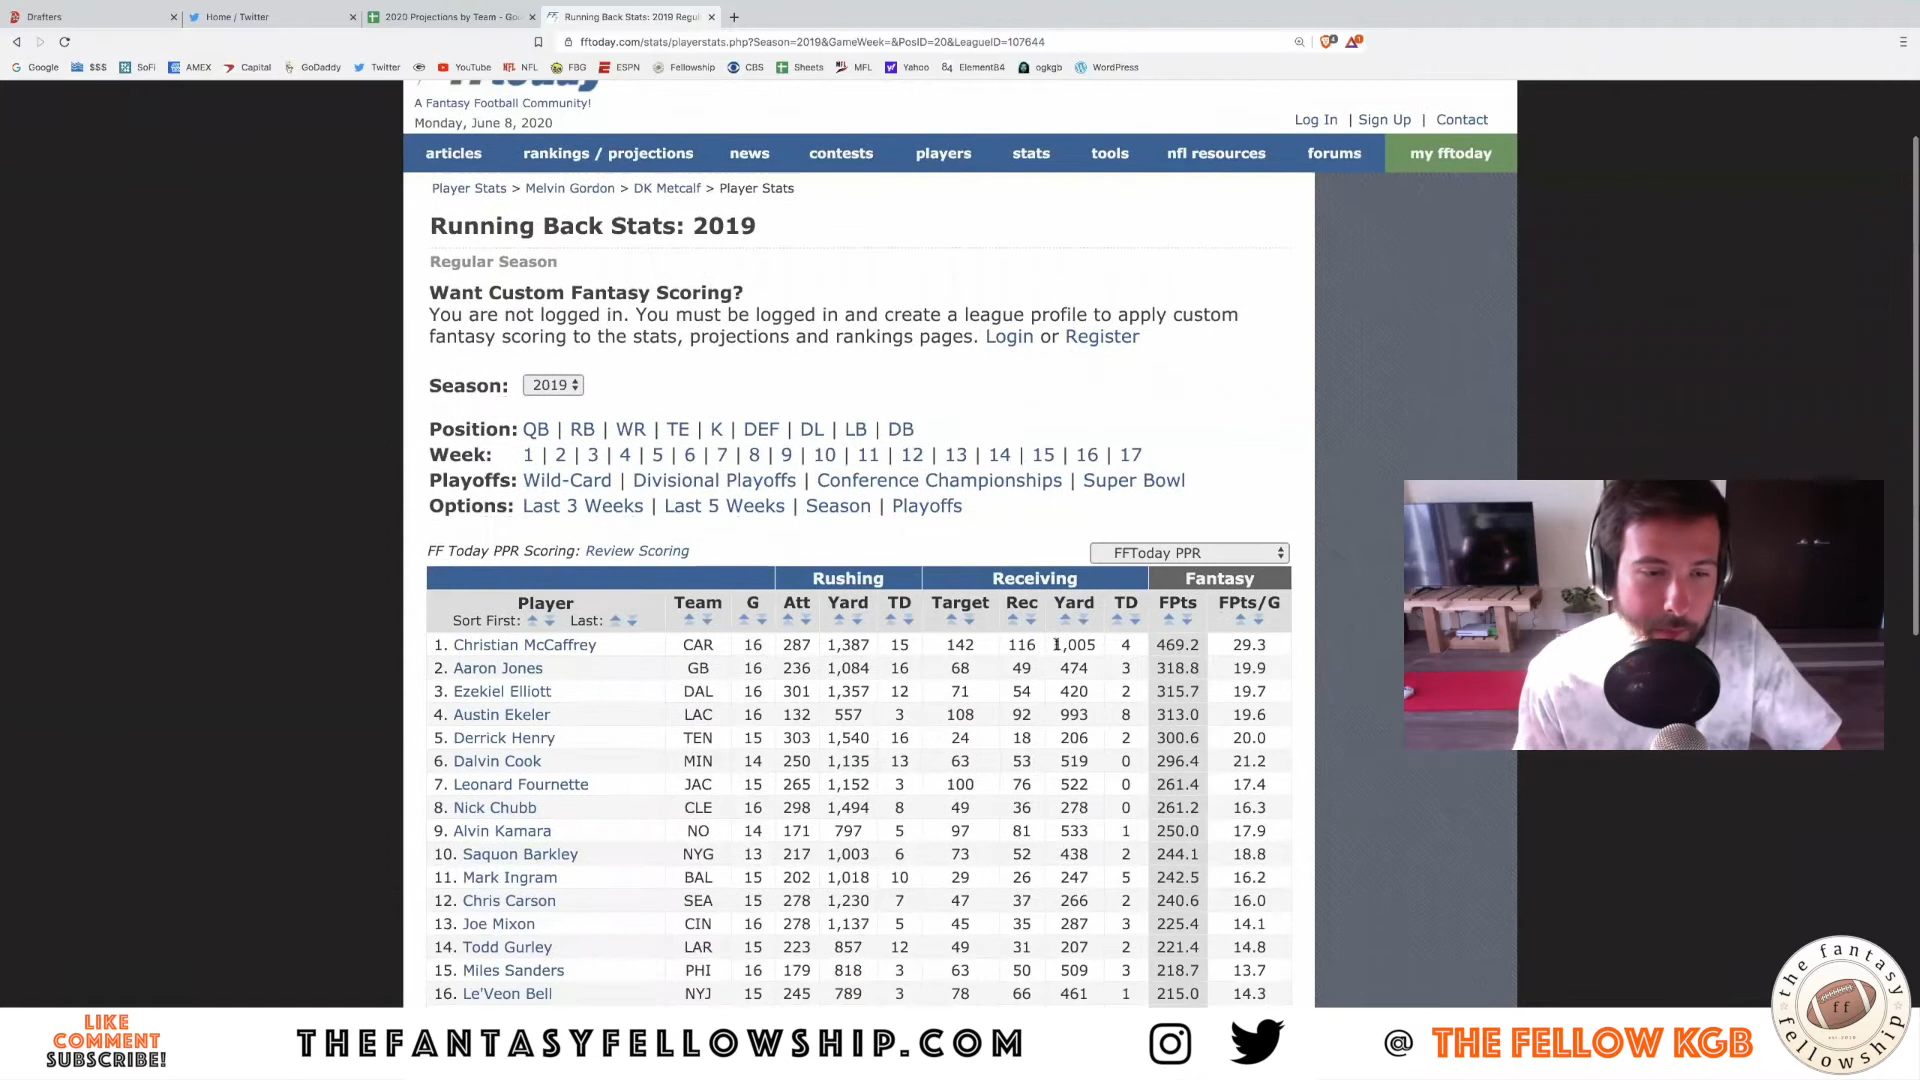 Drafters
Home / Twitter
2020 Projections by Team - Goo
Running Back Stats: 2019 Regul
fftoday.com/stats/playerstats.php?Season=2019&GameWeek=&PosID=20&LeagueID=107644
Google $$$ SoFi AMEX Capital GoDaddy Twitter YouTube NFL FBG ESPN Fellowship CBS Sheets MFL Yahoo Element84 ogkgb WordPress
A Fantasy Football Community!
Monday, June 8, 2020
Log In | Sign Up | Contact
articles rankings / projections news contests players stats tools nfl resources forums my fftoday
Player Stats > Melvin Gordon > DK Metcalf > Player Stats
Running Back Stats: 2019
Regular Season
Want Custom Fantasy Scoring?
You are not logged in. You must be logged in and create a league profile to apply custom
fantasy scoring to the stats, projections and rankings pages. Login or Register
Season: 2019
Position: QB | RB | WR | TE | K | DEF | DL | LB | DB
Week: 1 | 2 | 3 | 4 | 5 | 6 | 7 | 8 | 9 | 10 | 11 | 12 | 13 | 14 | 15 | 16 | 17
Playoffs: Wild-Card | Divisional Playoffs | Conference Championships | Super Bowl
Options: Last 3 Weeks | Last 5 Weeks | Season | Playoffs
FF Today PPR Scoring: Review Scoring
FFToday PPR
Rushing Receiving Fantasy
Player Team G Att Yard TD Target Rec Yard TD FPts FPts/G
Sort First: Last:
1. Christian McCaffrey CAR 16 287 1,387 15 142 116 1,005 4 469.2 29.3
2. Aaron Jones GB 16 236 1,084 16 68 49 474 3 318.8 19.9
3. Ezekiel Elliott DAL 16 301 1,357 12 71 54 420 2 315.7 19.7
4. Austin Ekeler LAC 16 132 557 3 108 92 993 8 313.0 19.6
5. Derrick Henry TEN 15 303 1,540 16 24 18 206 2 300.6 20.0
6. Dalvin Cook MIN 14 250 1,135 13 63 53 519 0 296.4 21.2
7. Leonard Fournette JAC 15 265 1,152 3 100 76 522 0 261.4 17.4
8. Nick Chubb CLE 16 298 1,494 8 49 36 278 0 261.2 16.3
9. Alvin Kamara NO 14 171 797 5 97 81 533 1 250.0 17.9
10. Saquon Barkley NYG 13 217 1,003 6 73 52 438 2 244.1 18.8
11. Mark Ingram BAL 15 202 1,018 10 29 26 247 5 242.5 16.2
12. Chris Carson SEA 15 278 1,230 7 47 37 266 2 240.6 16.0
13. Joe Mixon CIN 16 278 1,137 5 45 35 287 3 225.4 14.1
14. Todd Gurley LAR 15 223 857 12 49 31 207 2 221.4 14.8
15. Miles Sanders PHI 16 179 818 3 63 50 509 3 218.7 13.7
16. Le'Veon Bell NYJ 15 245 789 3 78 66 461 1 215.0 14.3
LIKE
COMMENT
SUBSCRIBE!
THEFANTASYFELLOWSHIP.COM
@ THE FELLOW KGB
the fantasy
ff
fellowship